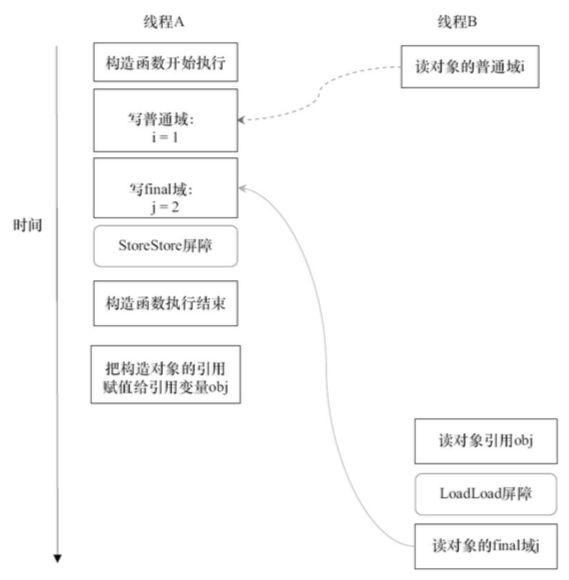 线程A
线程B
构造函数开始执行
读对象的普通域i
写普通域：
i = 1
写final域：
j = 2
时间
StoreStore屏障
构造函数执行结束
把构造对象的引用
赋值给引用变量obj
读对象引用obj
LoadLoad屏障
读对象的final域j